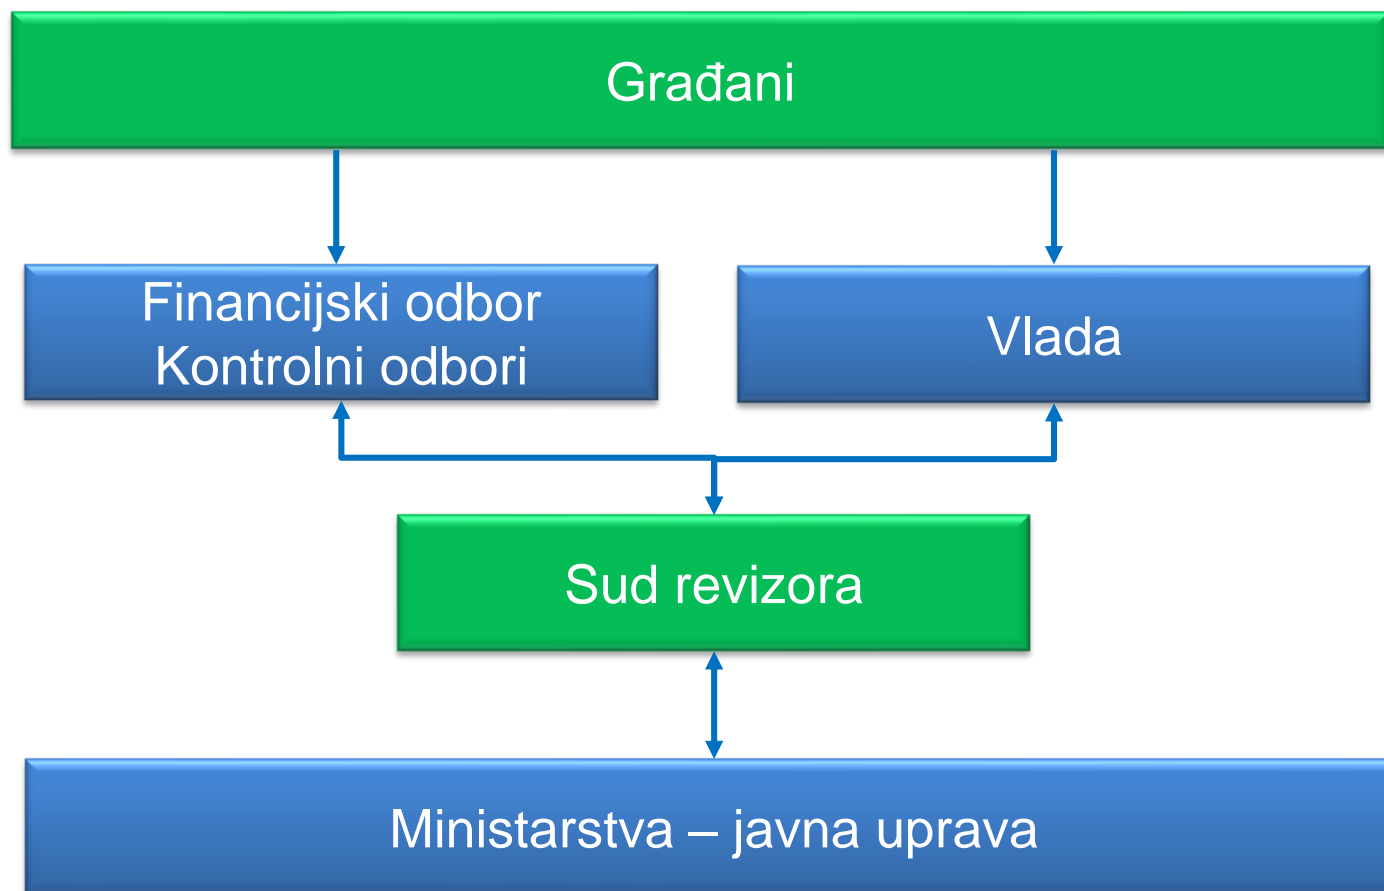 Građani
Financijski odbor
Kontrolni odbori
Vlada
Sud revizora
Ministarstva – javna uprava